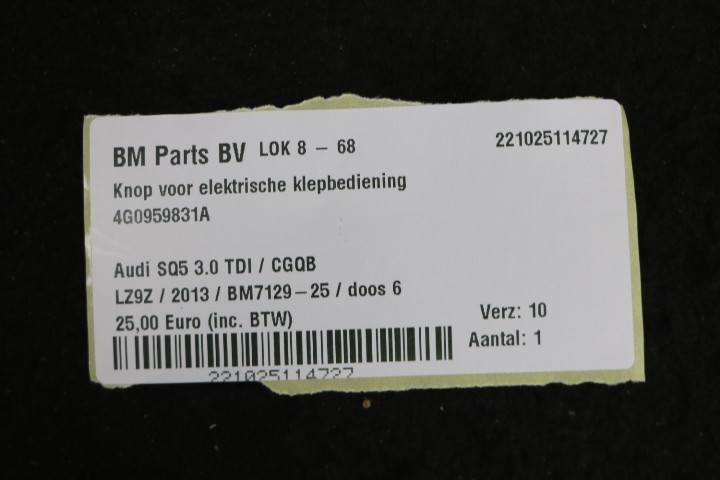 BM Parts BV LOK 8 - 68
221025114727
Knop voor elektrische klepbediening
4G0959831A
Audi SQ5 3.0 TDI / CGQB
LZ9Z / 2013 / BM7129-25 / doos 6
25,00 Euro (inc. BTW)
Verz: 10
Aantal: 1
221025114727